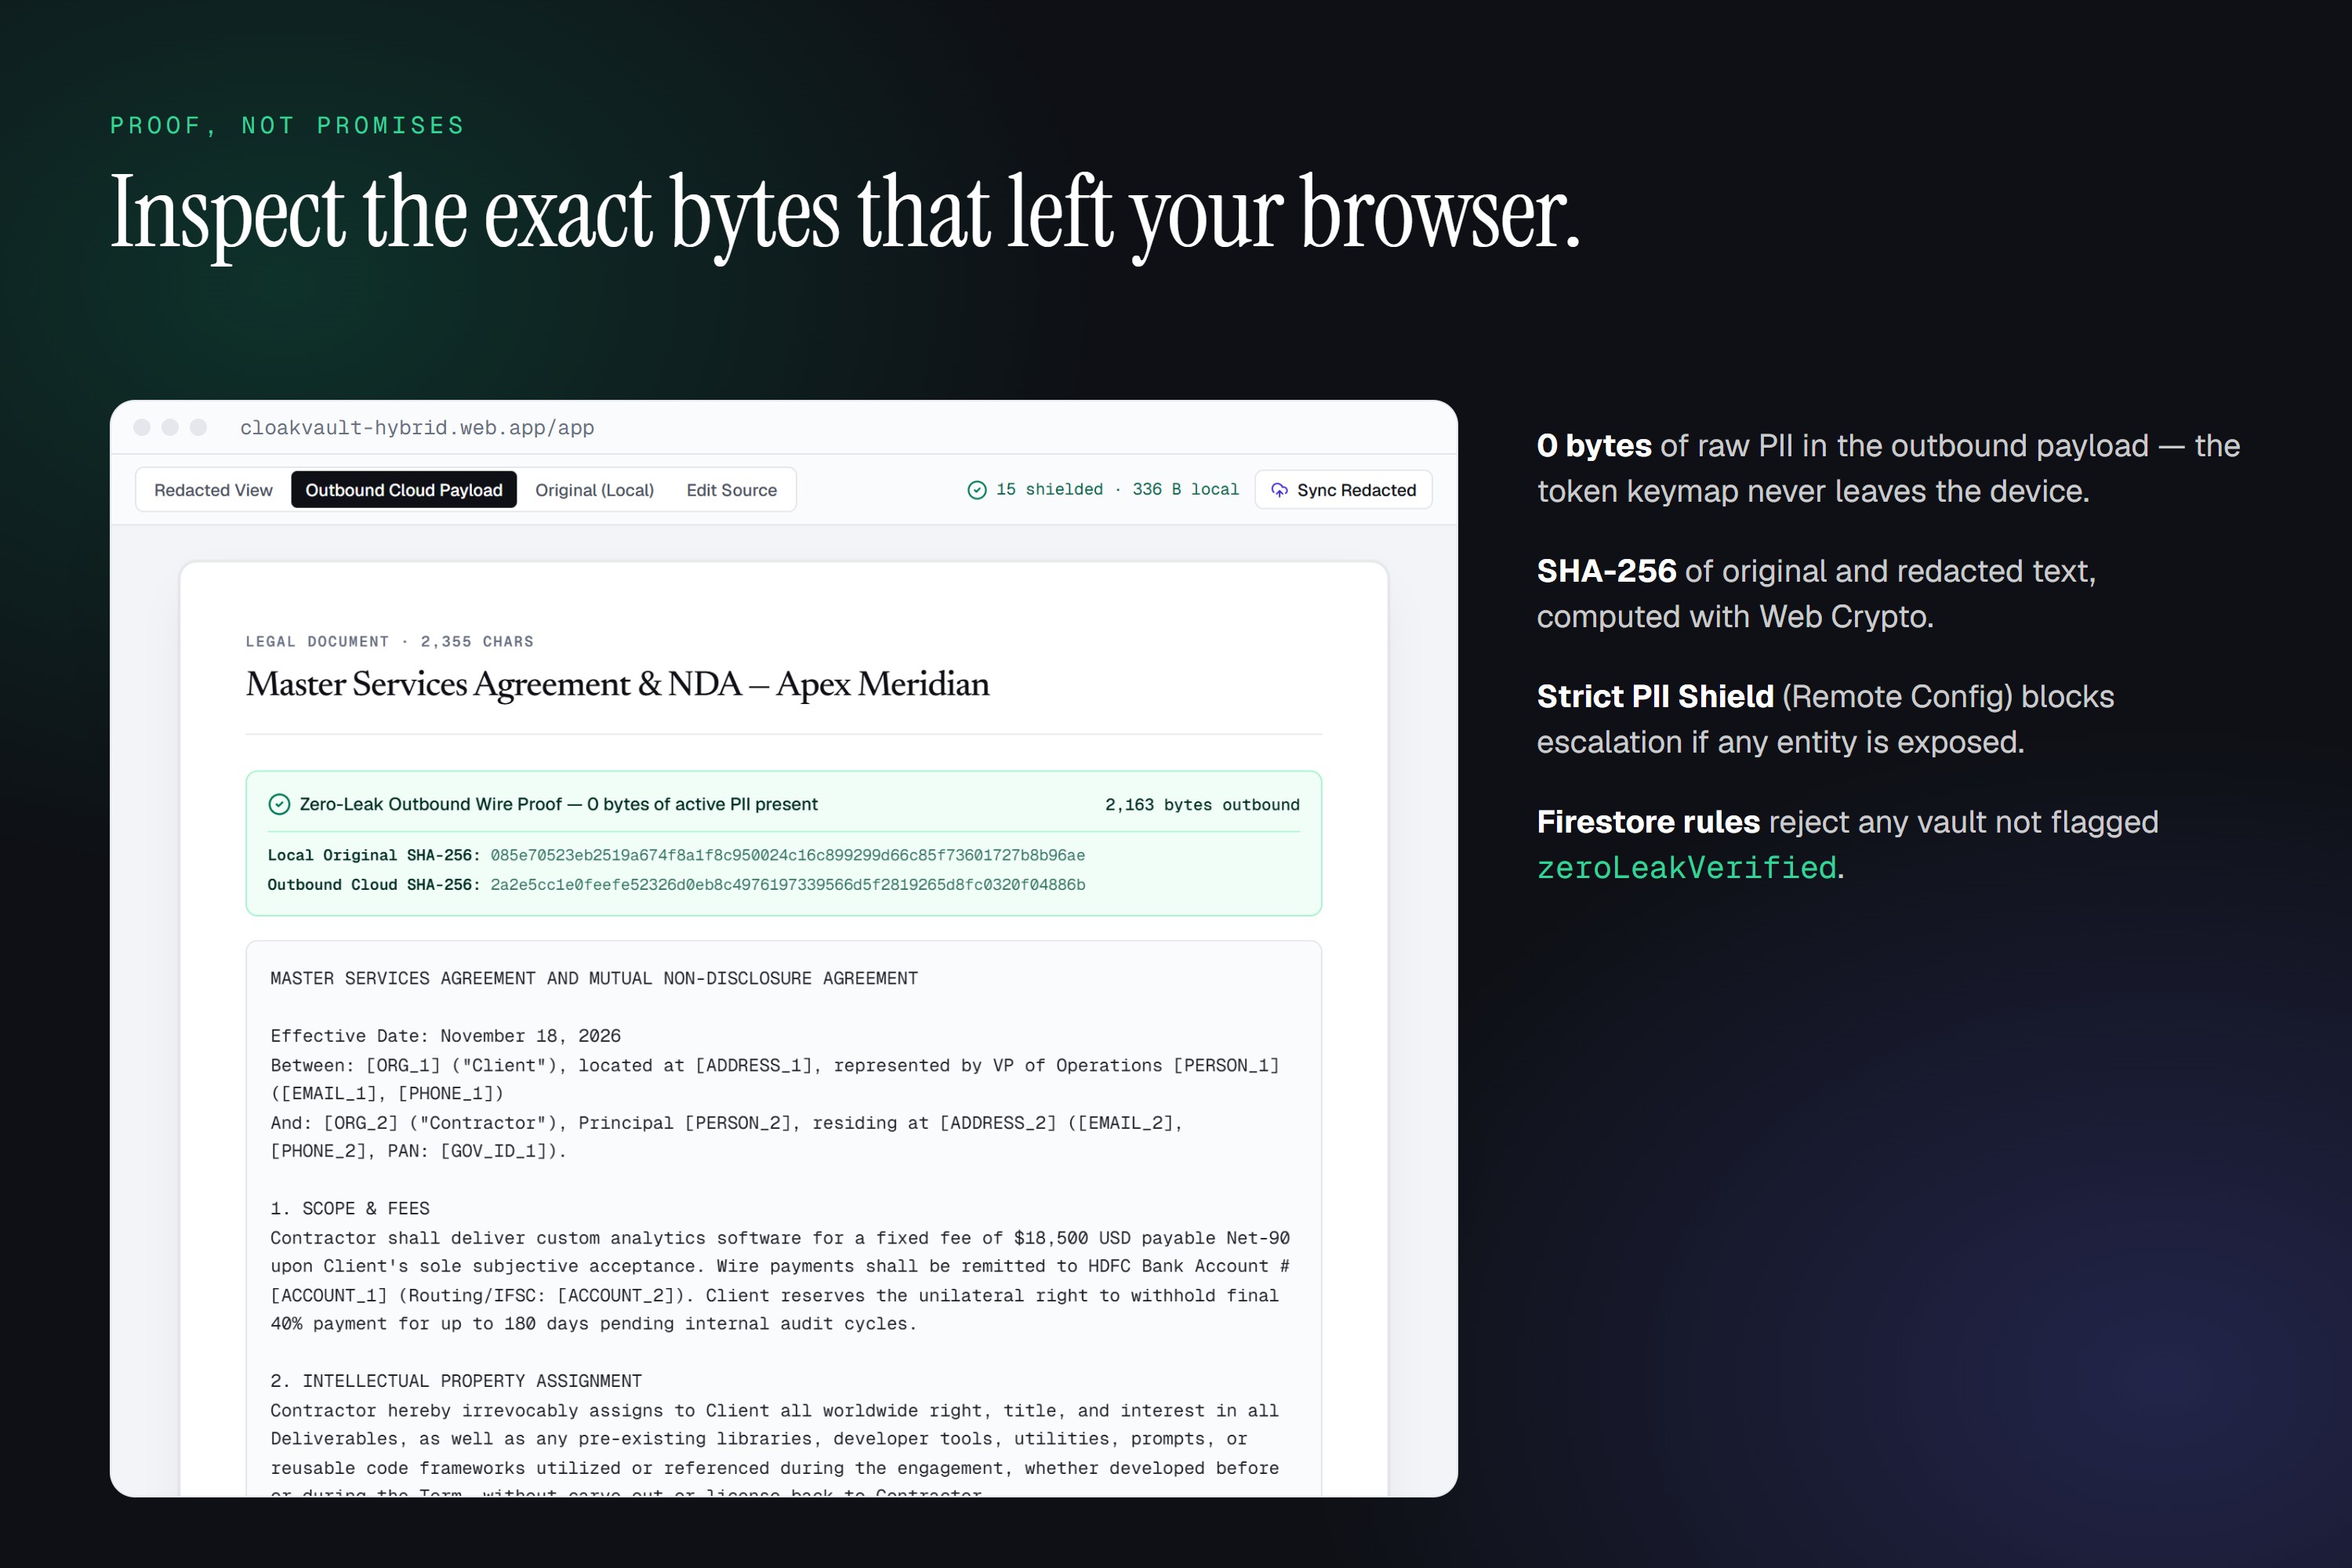 PROOF, NOT PROMISES
Inspect the exact bytes that left your browser.
cloakvault-hybrid.web.app/app
Redacted View Outbound Cloud Payload Original (Local) Edit Source 15 shielded · 336 B local Sync Redacted
LEGAL DOCUMENT · 2,355 CHARS
Master Services Agreement & NDA — Apex Meridian
Zero-Leak Outbound Wire Proof — 0 bytes of active PII present 2,163 bytes outbound
Local Original SHA-256: 085e70523eb2519a674f8a1f8c950024c16c899299d66c85f73601727b8b96ae
Outbound Cloud SHA-256: 2a2e5cc1e0feefe52326d0eb8c4976197339566d5f2819265d8fc0320f04886b
MASTER SERVICES AGREEMENT AND MUTUAL NON-DISCLOSURE AGREEMENT
Effective Date: November 18, 2026
Between: [ORG_1] ("Client"), located at [ADDRESS_1], represented by VP of Operations [PERSON_1]
([EMAIL_1], [PHONE_1])
And: [ORG_2] ("Contractor"), Principal [PERSON_2], residing at [ADDRESS_2] ([EMAIL_2],
[PHONE_2], PAN: [GOV_ID_1]).
1. SCOPE & FEES
Contractor shall deliver custom analytics software for a fixed fee of $18,500 USD payable Net-90
upon Client's sole subjective acceptance. Wire payments shall be remitted to HDFC Bank Account #
[ACCOUNT_1] (Routing/IFSC: [ACCOUNT_2]). Client reserves the unilateral right to withhold final
40% payment for up to 180 days pending internal audit cycles.
2. INTELLECTUAL PROPERTY ASSIGNMENT
Contractor hereby irrevocably assigns to Client all worldwide right, title, and interest in all
Deliverables, as well as any pre-existing libraries, developer tools, utilities, prompts, or
reusable code frameworks utilized or referenced during the engagement, whether developed before
or during the Term, without carve-out or license-back to Contractor.
0 bytes of raw PII in the outbound payload — the
token keymap never leaves the device.
SHA-256 of original and redacted text,
computed with Web Crypto.
Strict PII Shield (Remote Config) blocks
escalation if any entity is exposed.
Firestore rules reject any vault not flagged
zeroLeakVerified.